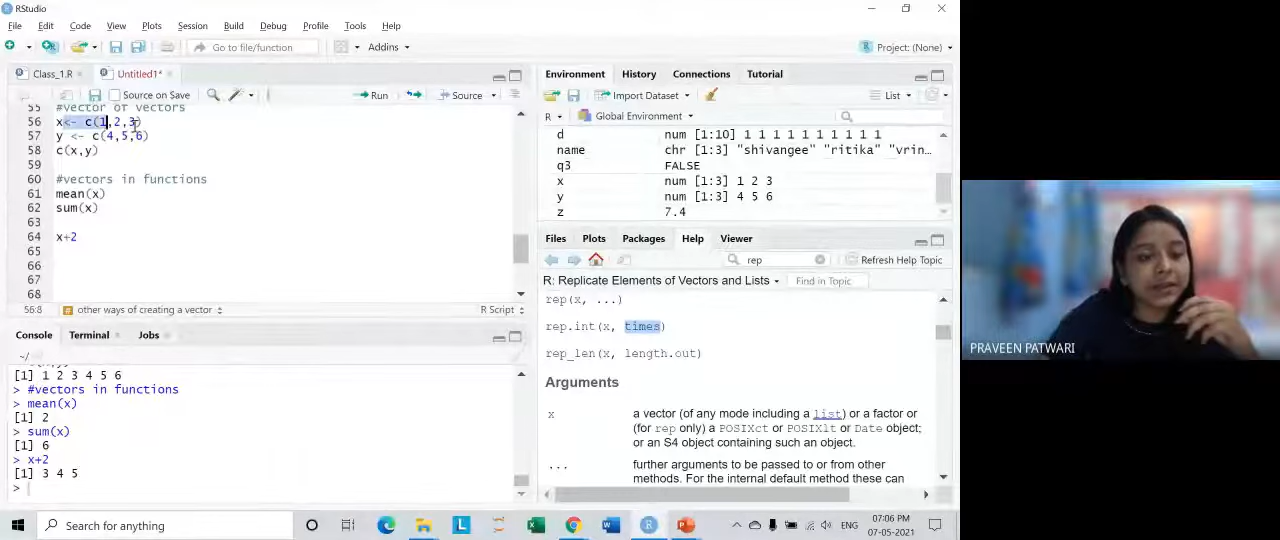 RStudio
File Edit Code View Plots Session Build Debug Profile Tools Help
Go to file/function Addins Project: (None)
Class_1.R Untitled1*
Source on Save Run Source
55 #vector of vectors
56 x<- c(1,2,3)
57 y <- c(4,5,6)
58 c(x,y)
59
60 #vectors in functions
61 mean(x)
62 sum(x)
63
64 x+2
65
66
67
68
56:8 # other ways of creating a vector R Script
Console Terminal Jobs
~/
[1] 1 2 3 4 5 6
> #vectors in functions
> mean(x)
[1] 2
> sum(x)
[1] 6
> x+2
[1] 3 4 5
>
Environment History Connections Tutorial
Import Dataset List
R Global Environment
d num [1:10] 1 1 1 1 1 1 1 1 1 1
name chr [1:3] "shivangee" "ritika" "vrin…
q3 FALSE
x num [1:3] 1 2 3
y num [1:3] 4 5 6
z 7.4
Files Plots Packages Help Viewer
rep Refresh Help Topic
R: Replicate Elements of Vectors and Lists Find in Topic
rep(x, ...)
rep.int(x, times)
rep_len(x, length.out)
Arguments
x a vector (of any mode including a list) or a factor or
(for rep only) a POSIXct or POSIXlt or Date object;
or an S4 object containing such an object.
... further arguments to be passed to or from other
methods. For the internal default method these can
PRAVEEN PATWARI
Search for anything
ENG
07:06 PM
07-05-2021